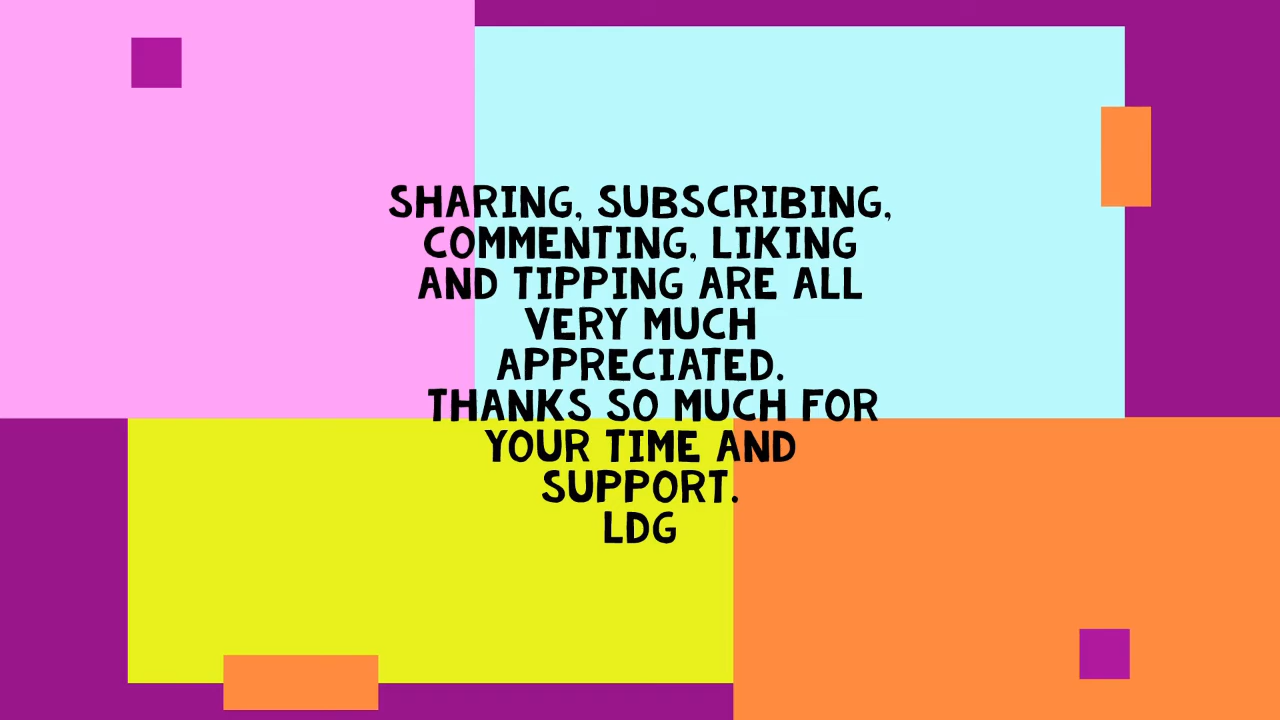 SHARING, SUBSCRIBING,
COMMENTING, LIKING
AND TIPPING ARE ALL
VERY MUCH
APPRECIATED.
THANKS SO MUCH FOR
YOUR TIME AND
SUPPORT.
LDG